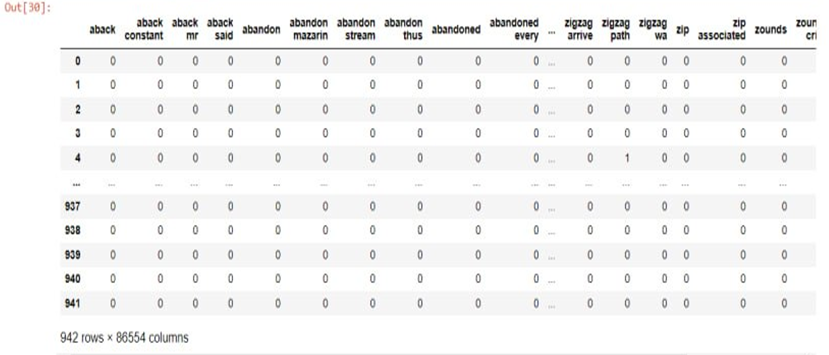 Out[30]:
aback aback constant aback mr aback said abandon abandon mazarin abandon stream abandon thus abandoned abandoned every ... zigzag arrive zigzag path zigzag wa zip zip associated zounds zoun cri
0 0 0 0 0 0 0 0 0 0 0 ... 0 0 0 0 0 0
1 0 0 0 0 0 0 0 0 0 0 ... 0 0 0 0 0 0
2 0 0 0 0 0 0 0 0 0 0 ... 0 0 0 0 0 0
3 0 0 0 0 0 0 0 0 0 0 ... 0 0 0 0 0 0
4 0 0 0 0 0 0 0 0 0 0 ... 0 1 0 0 0 0
... ... ... ... ... ... ... ... ... ... ... ... ... ... ... ... ... ...
937 0 0 0 0 0 0 0 0 0 0 ... 0 0 0 0 0 0
938 0 0 0 0 0 0 0 0 0 0 ... 0 0 0 0 0 0
939 0 0 0 0 0 0 0 0 0 0 ... 0 0 0 0 0 0
940 0 0 0 0 0 0 0 0 0 0 ... 0 0 0 0 0 0
941 0 0 0 0 0 0 0 0 0 0 ... 0 0 0 0 0 0
942 rows × 86554 columns